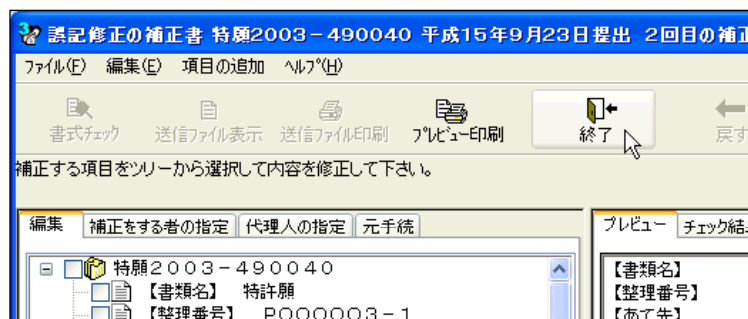 誤記修正の補正書 特願2003-490040 平成15年9月23日提出 2回目の補正
ファイル(F) 編集(E) 項目の追加 ヘルプ(H)
書式チェック 送信ファイル表示 送信ファイル印刷 プレビュー印刷 終了 戻す
補正する項目をツリーから選択して内容を修正して下さい。
編集 補正をする者の指定 代理人の指定 元手続 プレビュー チェック結
特願2003-490040 【書類名】
【書類名】 特許願 【整理番号】
【整理番号】 P000003-1 【あて先】